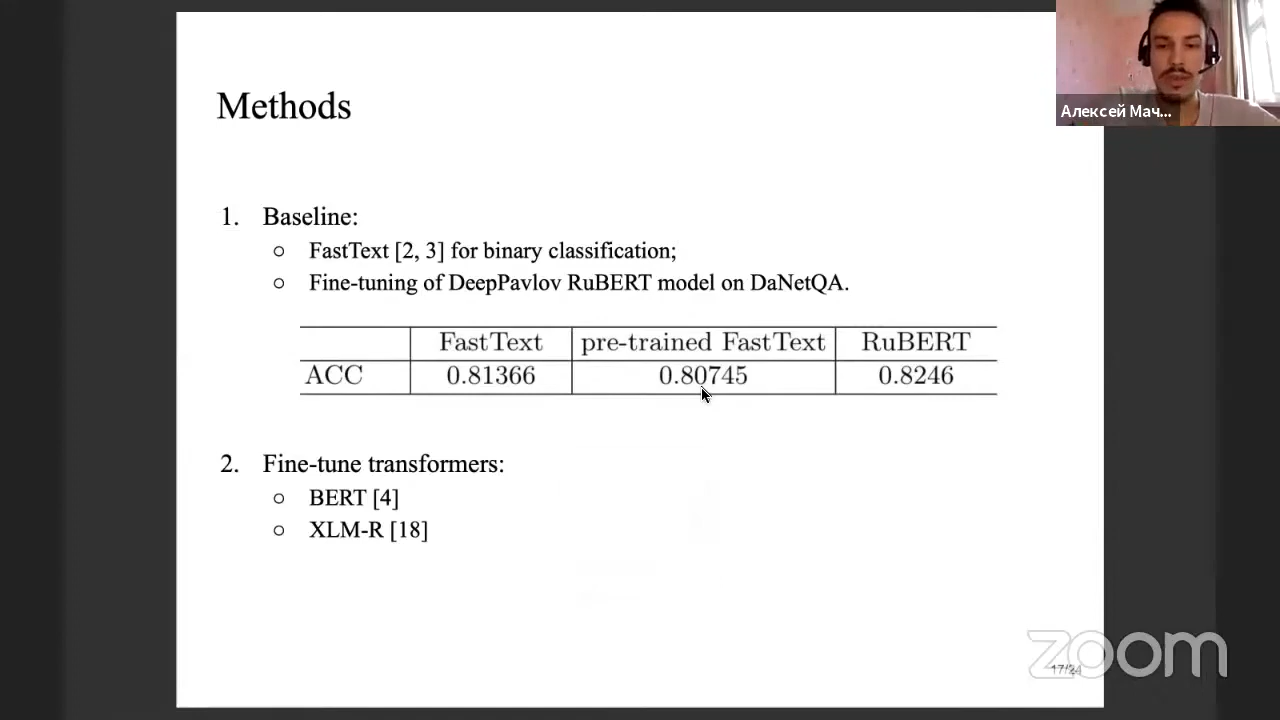 Methods
Алексей Мач...
1. Baseline:
○ FastText [2, 3] for binary classification;
○ Fine-tuning of DeepPavlov RuBERT model on DaNetQA.
FastText pre-trained FastText RuBERT
ACC 0.81366 0.80745 0.8246
2. Fine-tune transformers:
○ BERT [4]
○ XLM-R [18]
zoom
17/24